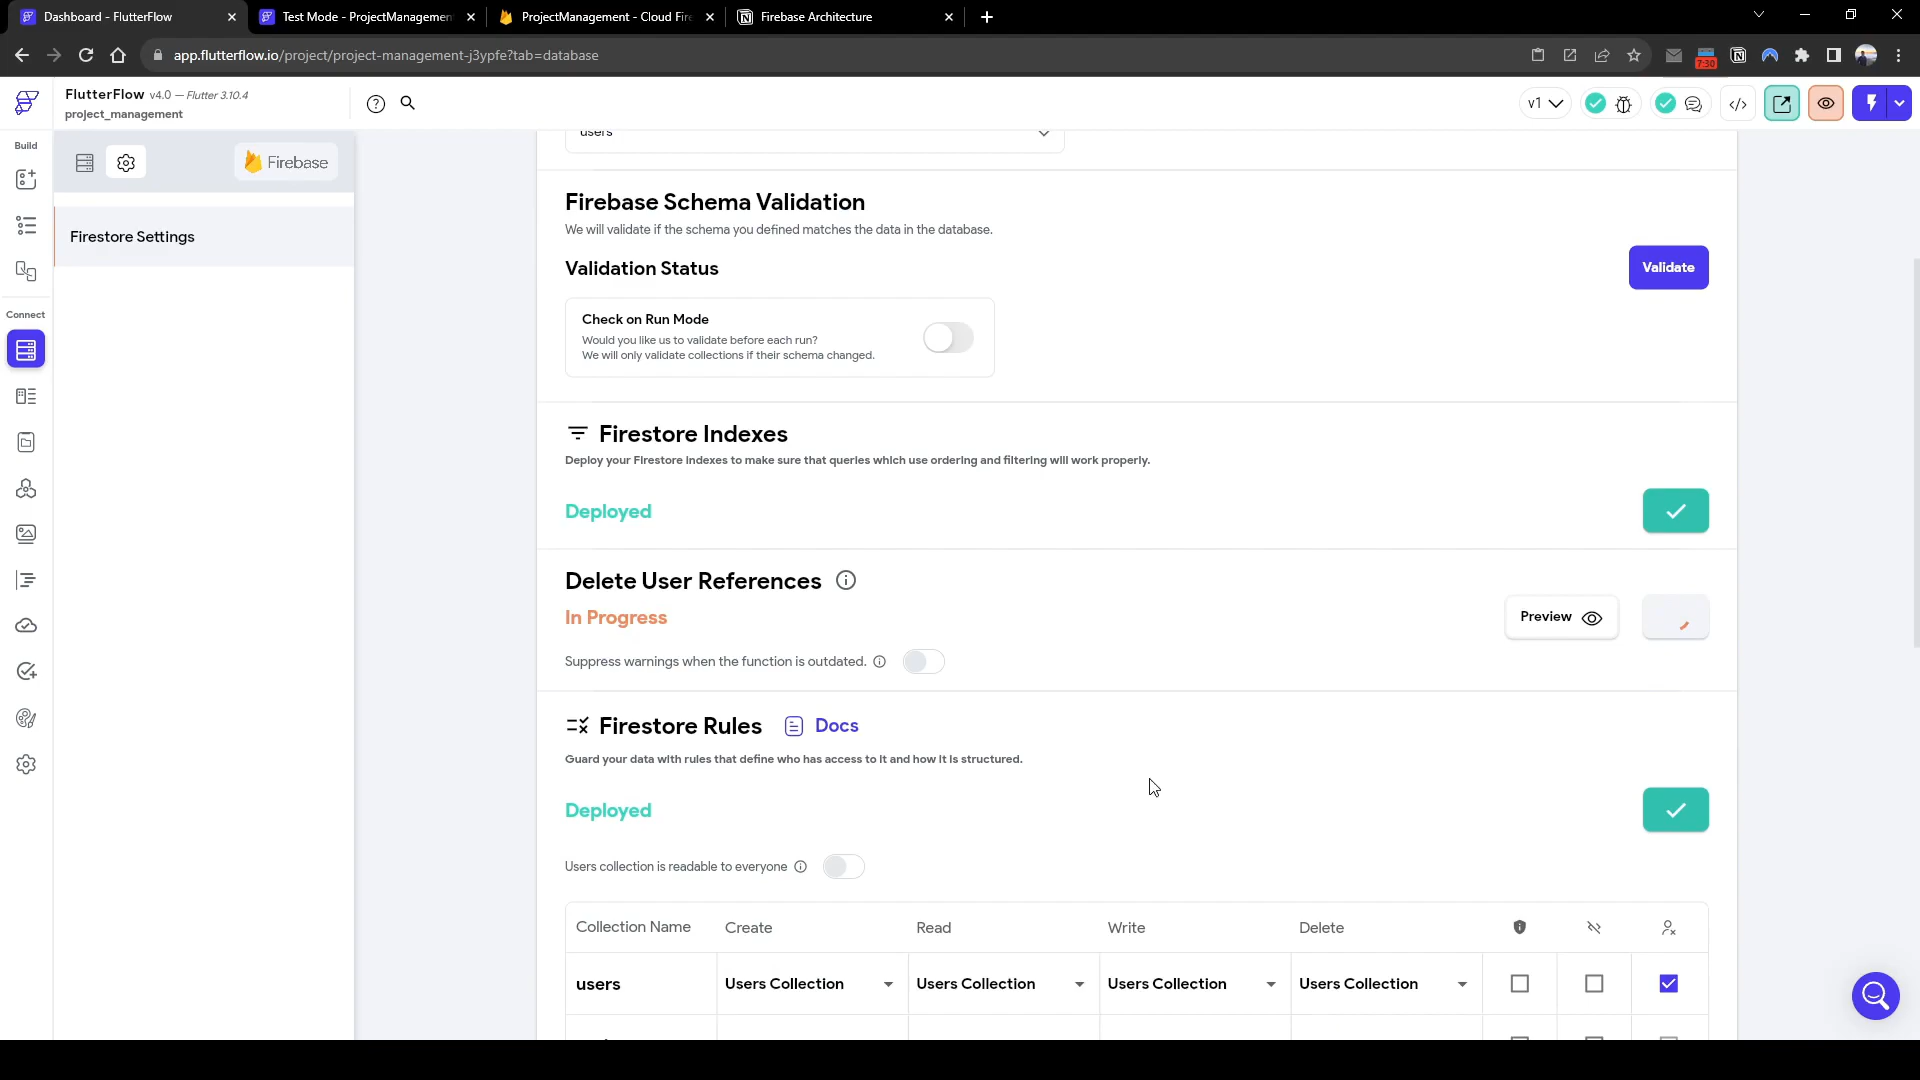 Dashboard - FlutterFlow
Test Mode - ProjectManagement
ProjectManagement - Cloud Fire
Firebase Architecture
app.flutterflow.io/project/project-management-j3ypfe?tab=database
7:30
FlutterFlow v4.0 — Flutter 3.10.4
project_management
v1
Build
Connect
Firebase
Firestore Settings
users
Firebase Schema Validation
We will validate if the schema you defined matches the data in the database.
Validation Status
Validate
Check on Run Mode
Would you like us to validate before each run?
We will only validate collections if their schema changed.
Firestore Indexes
Deploy your Firestore Indexes to make sure that queries which use ordering and filtering will work properly.
Deployed
Delete User References
In Progress
Preview
Suppress warnings when the function is outdated.
Firestore Rules
Docs
Guard your data with rules that define who has access to it and how it is structured.
Deployed
Users collection is readable to everyone
Collection Name Create Read Write Delete
users Users Collection Users Collection Users Collection Users Collection